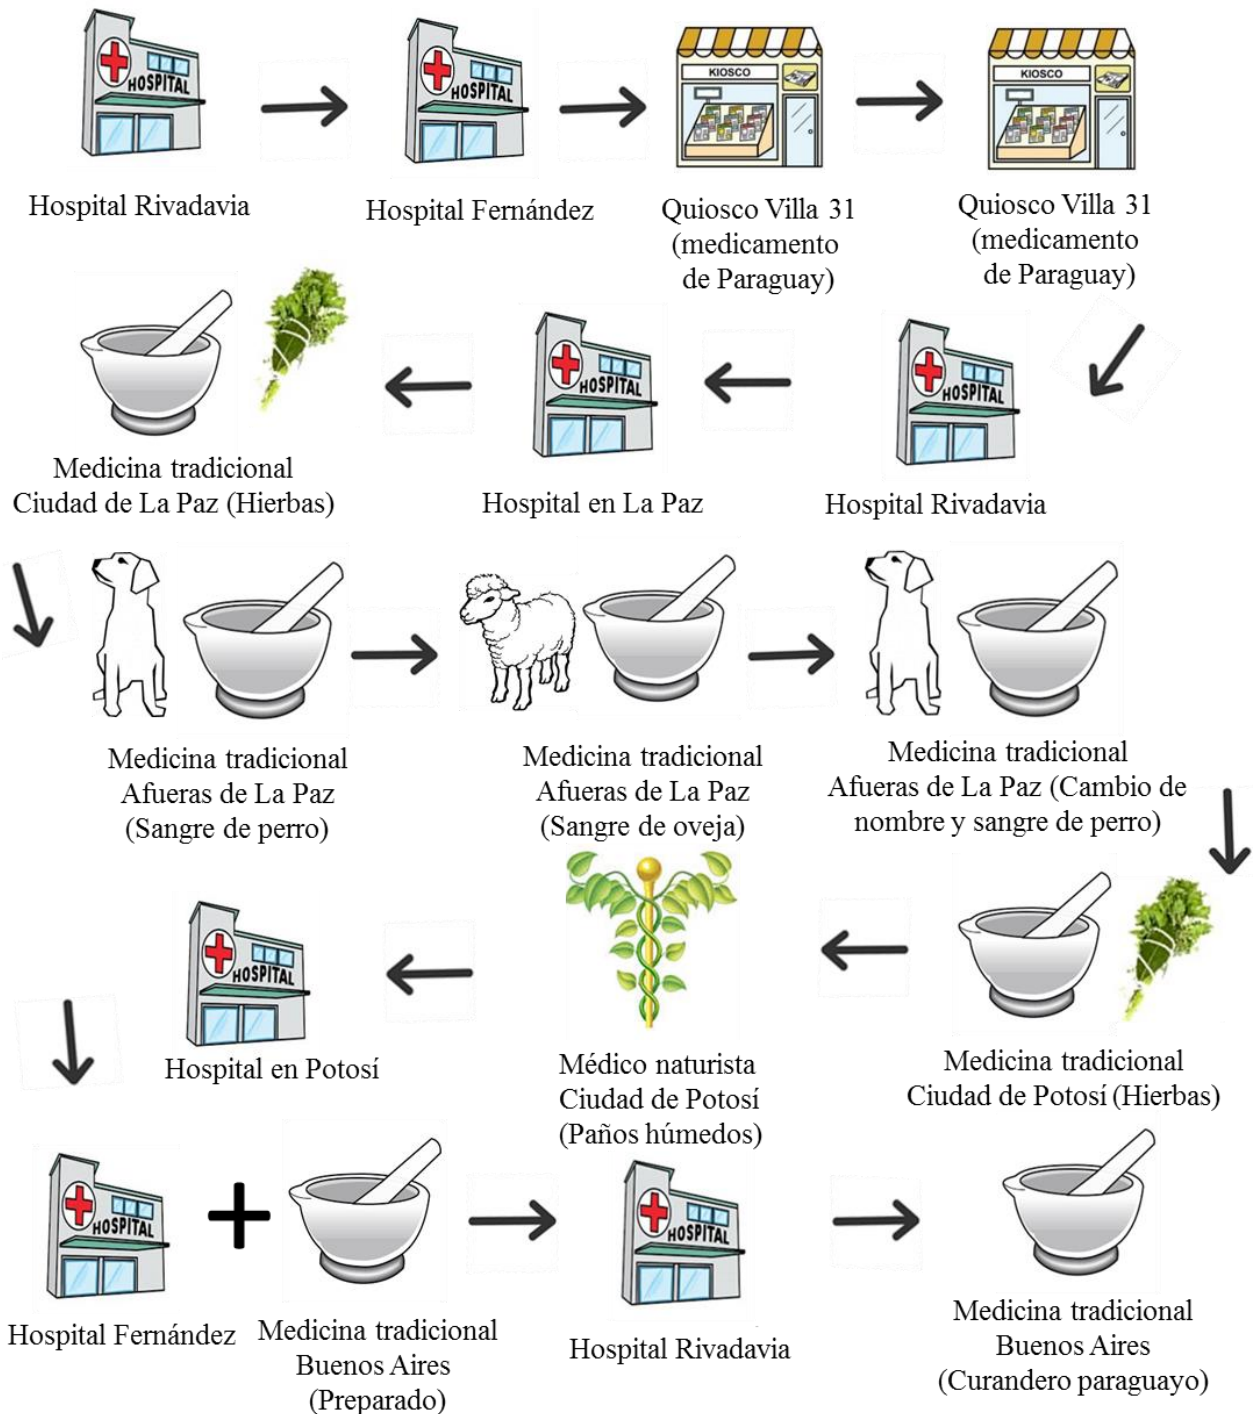 HOSPITAL
HOSPITAL
KIOSCO
KIOSCO
Hospital Rivadavia
Hospital Fernández
Quiosco Villa 31
(medicamento
de Paraguay)
Quiosco Villa 31
(medicamento
de Paraguay)
HOSPITAL
HOSPITAL
Hospital Rivadavia
Hospital en La Paz
Medicina tradicional
Ciudad de La Paz (Hierbas)
Medicina tradicional
Afueras de La Paz
(Sangre de perro)
Medicina tradicional
Afueras de La Paz
(Sangre de oveja)
Medicina tradicional
Afueras de La Paz (Cambio de
nombre y sangre de perro)
Medicina tradicional
Ciudad de Potosí (Hierbas)
Médico naturista
Ciudad de Potosí
(Paños húmedos)
HOSPITAL
Hospital en Potosí
HOSPITAL
Hospital Fernández
+
Medicina tradicional
Buenos Aires
(Preparado)
HOSPITAL
Hospital Rivadavia
Medicina tradicional
Buenos Aires
(Curandero paraguayo)